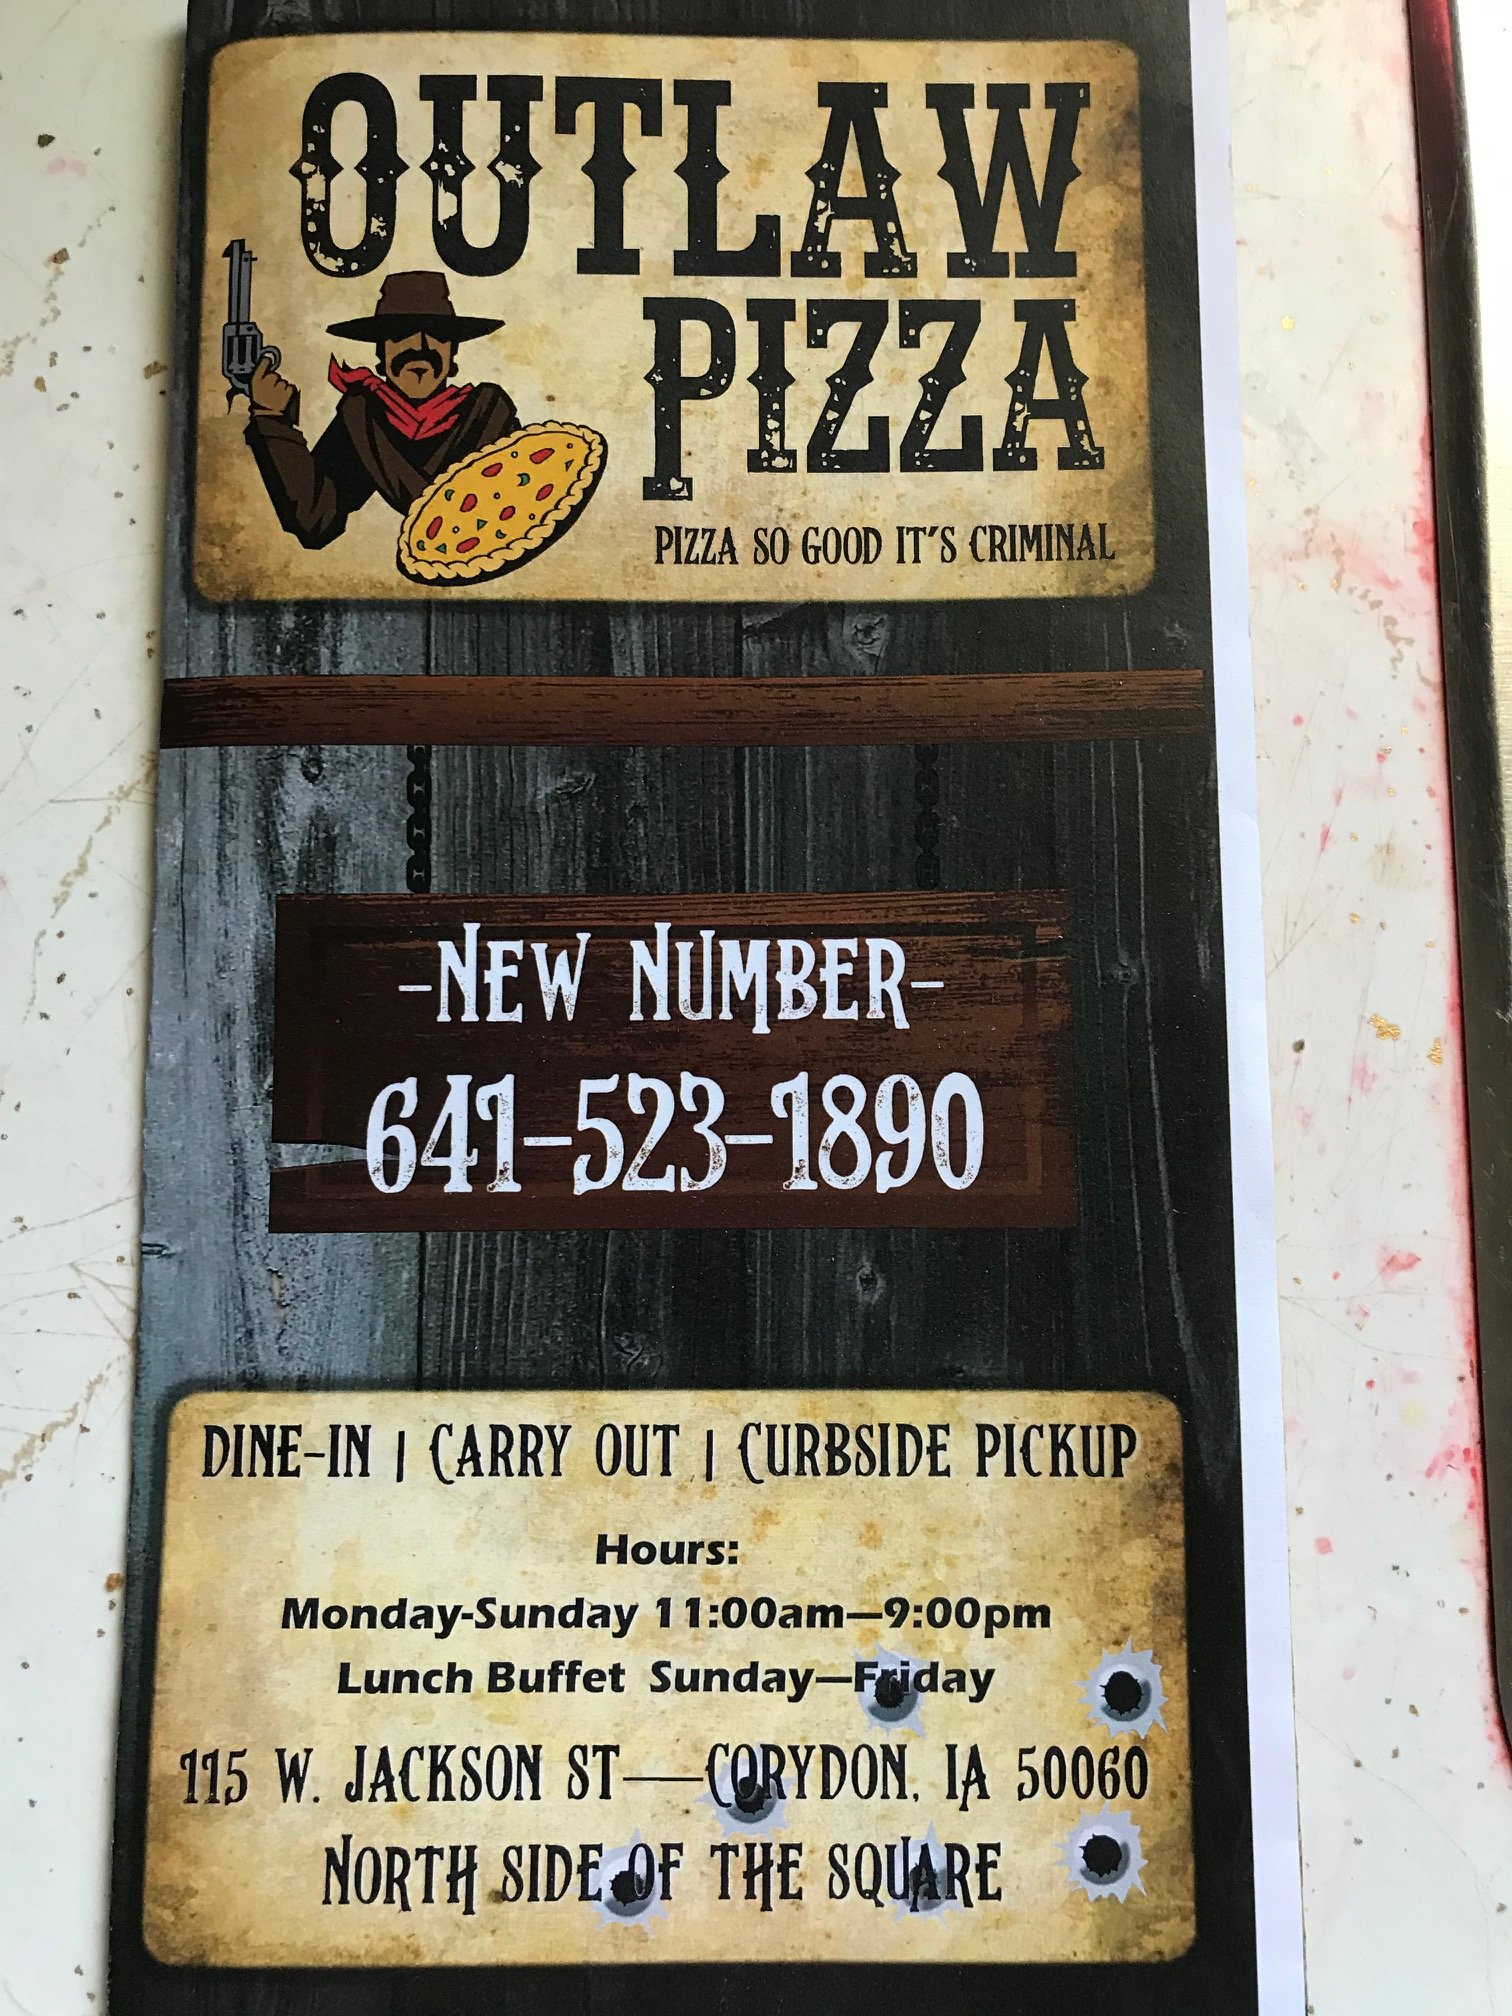 OUTLAW
PIZZA
PIZZA SO GOOD IT'S CRIMINAL
-NEW NUMBER-
641-523-1890
DINE-IN | CARRY OUT | CURBSIDE PICKUP
Hours:
Monday-Sunday 11:00am—9:00pm
Lunch Buffet Sunday—Friday
115 W. JACKSON ST——CORYDON, IA 50060
NORTH SIDE OF THE SQUARE